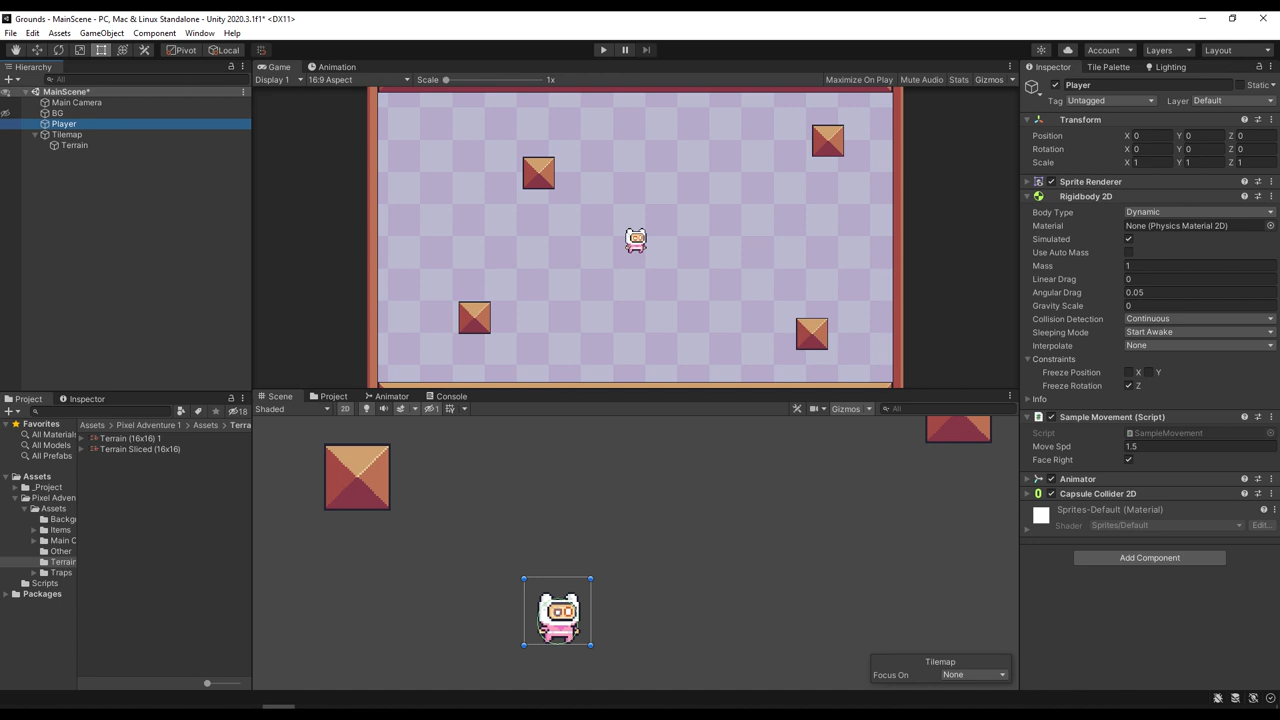 Grounds - MainScene - PC, Mac & Linux Standalone - Unity 2020.3.1f1* <DX11>
File Edit Assets GameObject Component Window Help
Pivot Local Account Layers Layout
Hierarchy
All
MainScene*
Main Camera
BG
Player
Tilemap
Terrain
Game Animation
Display 1 16:9 Aspect Scale 1x Maximize On Play Mute Audio Stats Gizmos
Scene Project Animator Console
Shaded 2D 1 Gizmos All
Tilemap
Focus On None
Project Inspector
18
Favorites
All Materials
All Models
All Prefabs
Assets
_Project
Pixel Adven
Assets
Backgr
Items
Main C
Other
Terrain
Traps
Scripts
Packages
Assets > Pixel Adventure 1 > Assets > Terra
Terrain (16x16) 1
Terrain Sliced (16x16)
Inspector Tile Palette Lighting
Player Static
Tag Untagged Layer Default
Transform
Position X 0 Y 0 Z 0
Rotation X 0 Y 0 Z 0
Scale X 1 Y 1 Z 1
Sprite Renderer
Rigidbody 2D
Body Type Dynamic
Material None (Physics Material 2D)
Simulated
Use Auto Mass
Mass 1
Linear Drag 0
Angular Drag 0.05
Gravity Scale 0
Collision Detection Continuous
Sleeping Mode Start Awake
Interpolate None
Constraints
Freeze Position X Y
Freeze Rotation Z
Info
Sample Movement (Script)
Script SampleMovement
Move Spd 1.5
Face Right
Animator
Capsule Collider 2D
Sprites-Default (Material)
Shader Sprites/Default Edit...
Add Component